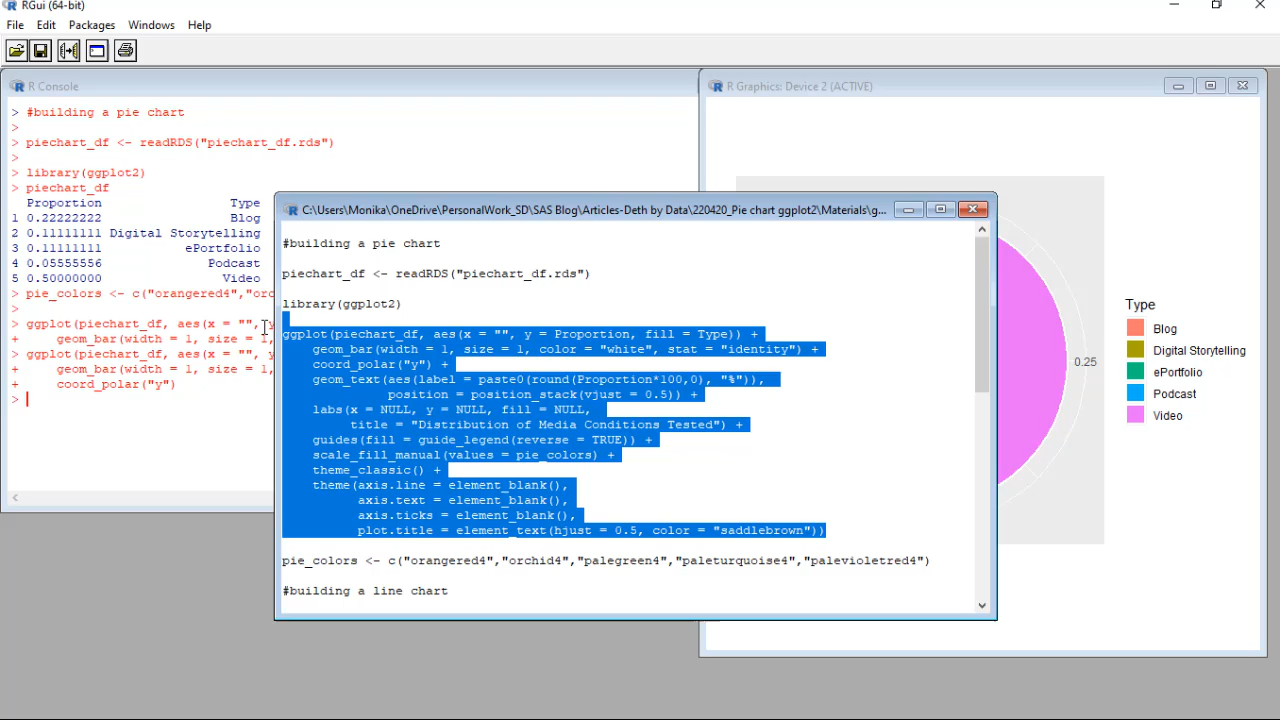 RGui (64-bit)
File Edit Packages Windows Help
R Console
> #building a pie chart
>
> piechart_df <- readRDS("piechart_df.rds")
>
> library(ggplot2)
> piechart_df
Proportion Type
1 0.22222222 Blog
2 0.11111111 Digital Storytelling
3 0.11111111 ePortfolio
4 0.05555556 Podcast
5 0.50000000 Video
> pie_colors <- c("orangered4","orc
>
> ggplot(piechart_df, aes(x = "", y
+ geom_bar(width = 1, size = 1,
> ggplot(piechart_df, aes(x = "", y
+ geom_bar(width = 1, size = 1,
+ coord_polar("y")
>
C:\Users\Monika\OneDrive\PersonalWork_SD\SAS Blog\Articles-Deth by Data\220420_Pie chart ggplot2\Materials\g...
#building a pie chart
piechart_df <- readRDS("piechart_df.rds")
library(ggplot2)
ggplot(piechart_df, aes(x = "", y = Proportion, fill = Type)) +
geom_bar(width = 1, size = 1, color = "white", stat = "identity") +
coord_polar("y") +
geom_text(aes(label = paste0(round(Proportion*100,0), "%")),
position = position_stack(vjust = 0.5)) +
labs(x = NULL, y = NULL, fill = NULL,
title = "Distribution of Media Conditions Tested") +
guides(fill = guide_legend(reverse = TRUE)) +
scale_fill_manual(values = pie_colors) +
theme_classic() +
theme(axis.line = element_blank(),
axis.text = element_blank(),
axis.ticks = element_blank(),
plot.title = element_text(hjust = 0.5, color = "saddlebrown"))
pie_colors <- c("orangered4","orchid4","palegreen4","paleturquoise4","palevioletred4")
#building a line chart
R Graphics: Device 2 (ACTIVE)
0.25
Type
Blog
Digital Storytelling
ePortfolio
Podcast
Video